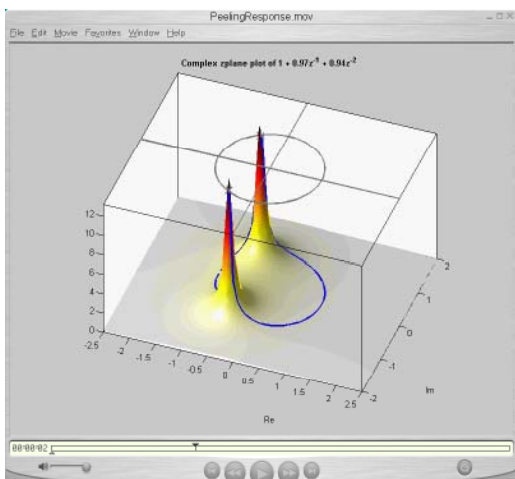 PeelingResponse.mov
File Edit Movie Favorites Window Help
Complex zplane plot of 1 + 0.97z⁻¹ + 0.94z⁻²
12
10
8
6
4
2
0
-2.5 -2 -1.5 -1 -0.5 0 0.5 1 1.5 2 2.5
Re
-2 -1 0 1 2
Im
00:00:02